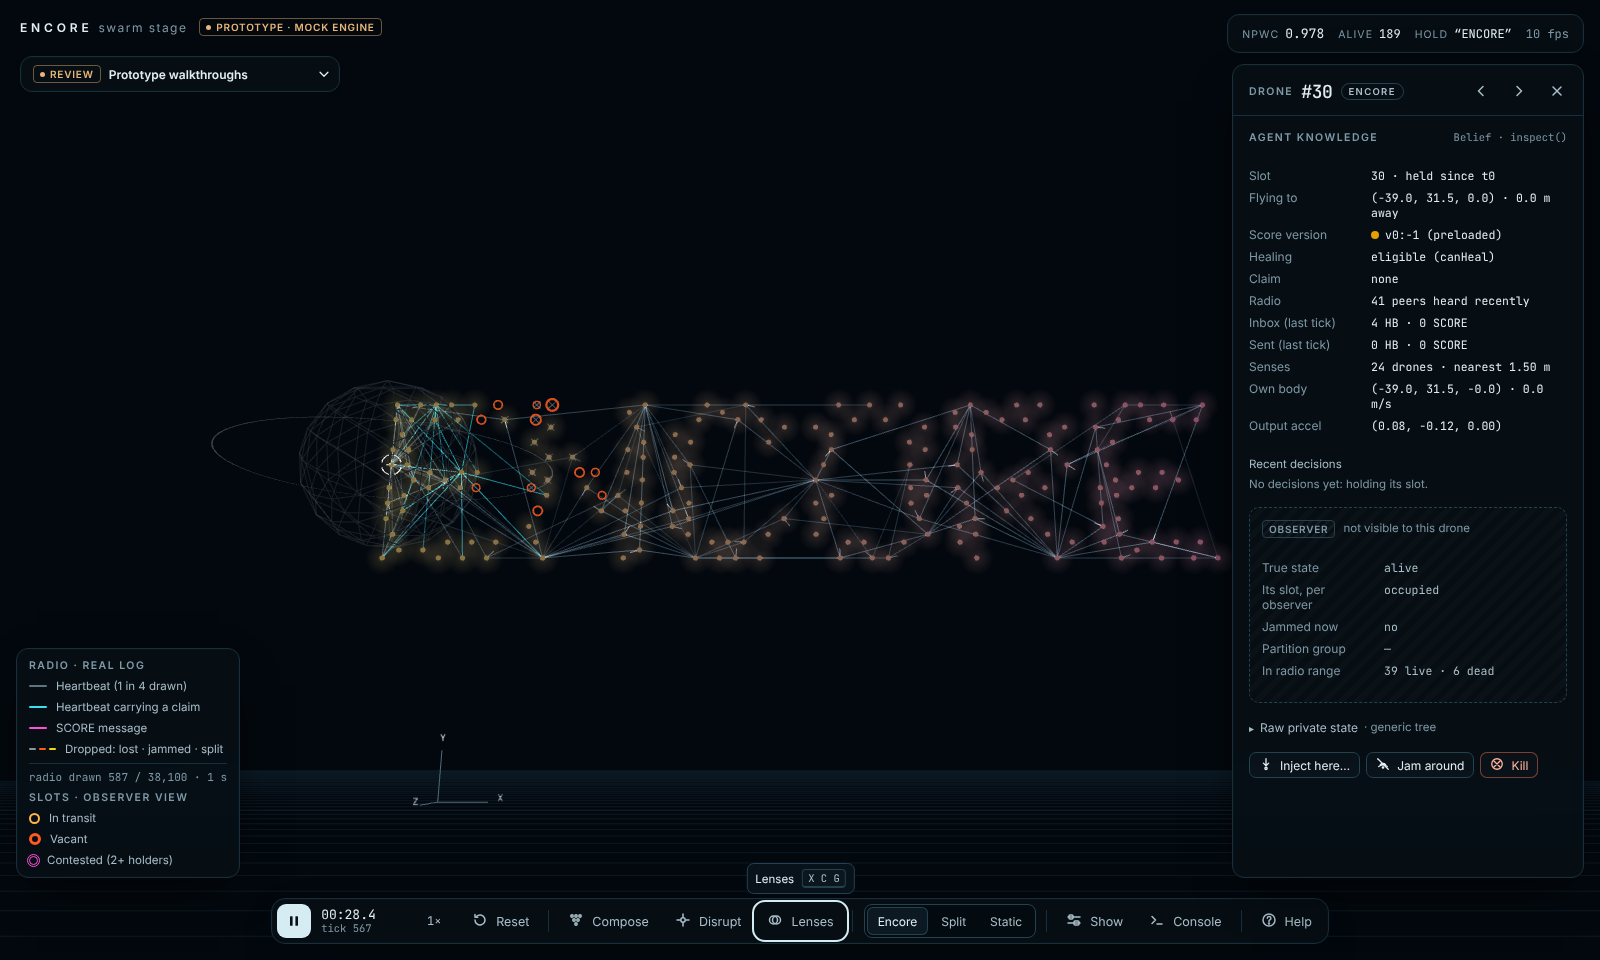 ENCORE swarm stage PROTOTYPE · MOCK ENGINE
REVIEW Prototype walkthroughs
NPWC 0.978 ALIVE 189 HOLD “ENCORE” 10 fps
DRONE #30 ENCORE
AGENT KNOWLEDGE Belief · inspect()
Slot 30 · held since t0
Flying to (-39.0, 31.5, 0.0) · 0.0 m
away
Score version v0:-1 (preloaded)
Healing eligible (canHeal)
Claim none
Radio 41 peers heard recently
Inbox (last tick) 4 HB · 0 SCORE
Sent (last tick) 0 HB · 0 SCORE
Senses 24 drones · nearest 1.50 m
Own body (-39.0, 31.5, -0.0) · 0.0
m/s
Output accel (0.08, -0.12, 0.00)
Recent decisions
No decisions yet: holding its slot.
OBSERVER not visible to this drone
True state alive
Its slot, per occupied
observer
Jammed now no
Partition group —
In radio range 39 live · 6 dead
▸ Raw private state · generic tree
Inject here... Jam around Kill
RADIO · REAL LOG
Heartbeat (1 in 4 drawn)
Heartbeat carrying a claim
SCORE message
Dropped: lost · jammed · split
radio drawn 587 / 38,100 · 1 s
SLOTS · OBSERVER VIEW
In transit
Vacant
Contested (2+ holders)
Y
Z X
Lenses X C G
00:28.4
tick 567
1× Reset Compose Disrupt Lenses Encore Split Static Show Console Help